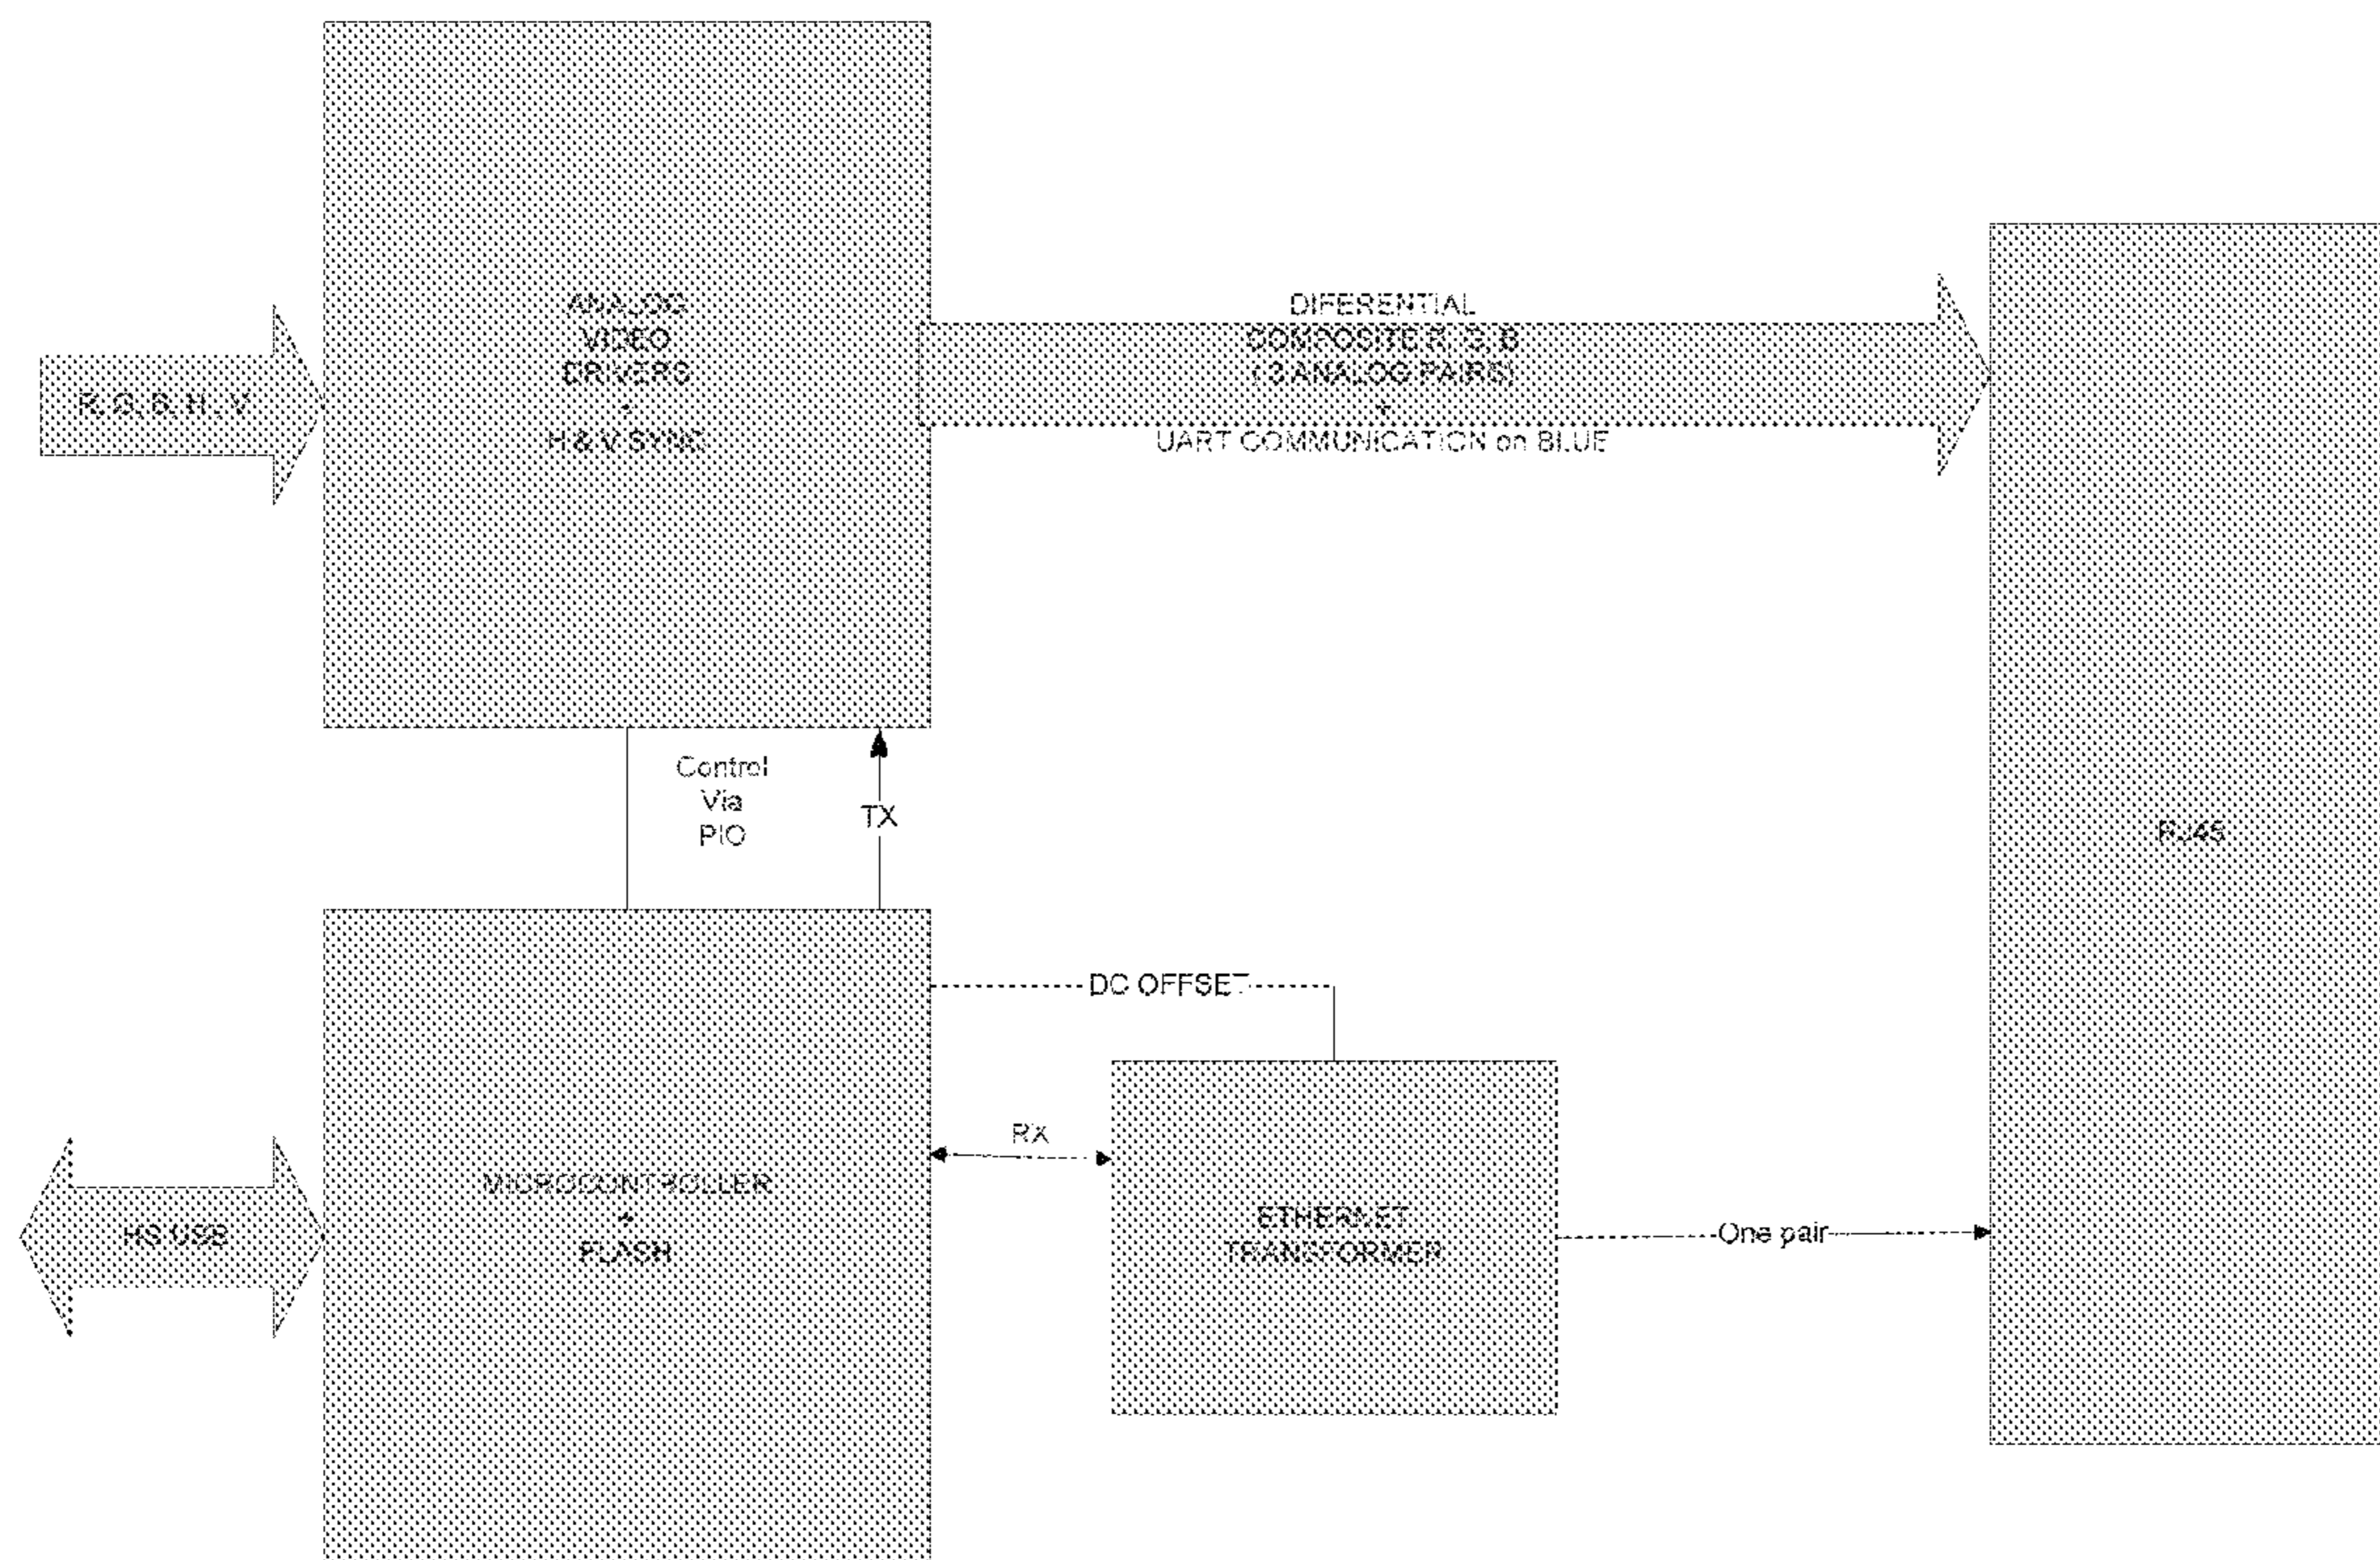 ANALOG
VIDEO
DRIVERS
+
H & V SYNC
R, G, B, H , V
DIFERENTIAL
COMPOSITE R, G, B
( 3 ANALOG PAIRS)
+
UART COMMUNICATION on BLUE
Control
Via
PIO
TX
RJ45
DC OFFSET
RX
MICROCONTROLLER
+
FLASH
HS USB
ETHERNET
TRANSFORMER
One pair